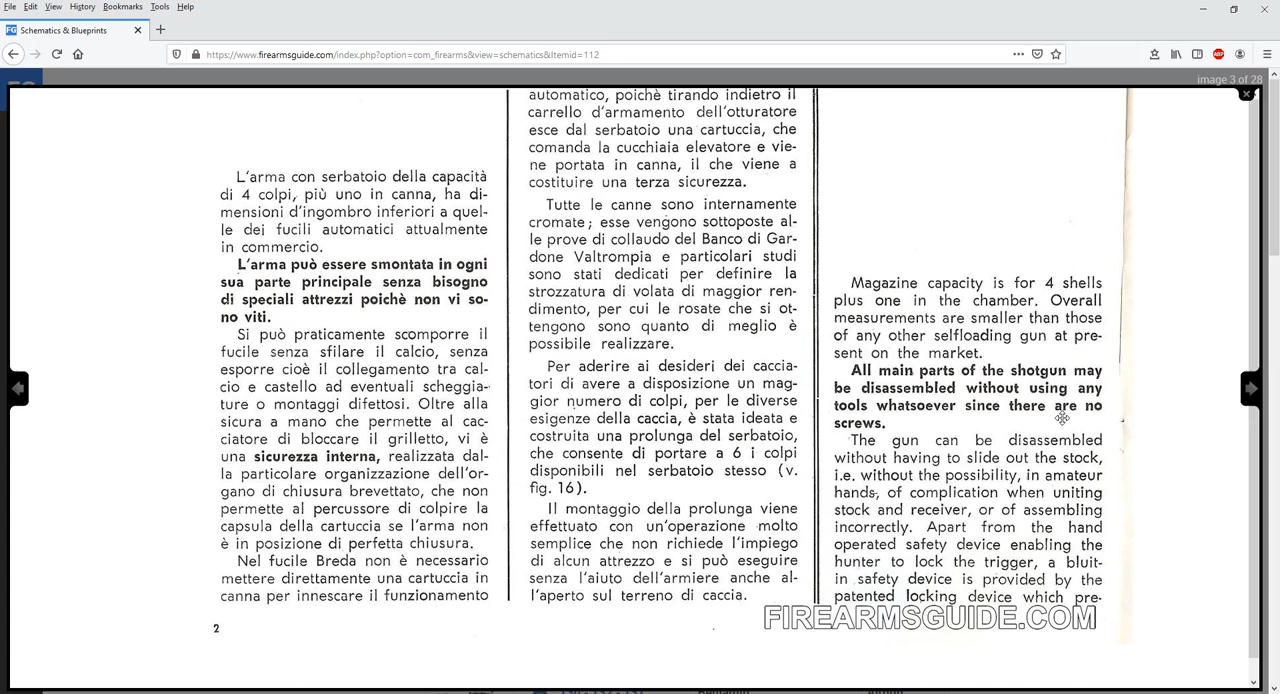 File Edit View History Bookmarks Tools Help
FG Schematics & Blueprints
https://www.firearmsguide.com/index.php?option=com_firearms&view=schematics&Itemid=112
image 3 of 28
L'arma con serbatoio della capacità
di 4 colpi, più uno in canna, ha di-
mensioni d'ingombro inferiori a quel-
le dei fucili automatici attualmente
in commercio.
L'arma può essere smontata in ogni
sua parte principale senza bisogno
di speciali attrezzi poichè non vi so-
no viti.
Si può praticamente scomporre il
fucile senza sfilare il calcio, senza
esporre cioè il collegamento tra cal-
cio e castello ad eventuali scheggia-
ture o montaggi difettosi. Oltre alla
sicura a mano che permette al cac-
ciatore di bloccare il grilletto, vi è
una sicurezza interna, realizzata dal-
la particolare organizzazione dell'or-
gano di chiusura brevettato, che non
permette al percussore di colpire la
capsula della cartuccia se l'arma non
è in posizione di perfetta chiusura.
Nel fucile Breda non è necessario
mettere direttamente una cartuccia in
canna per innescare il funzionamento
2
automatico, poichè tirando indietro il
carrello d'armamento dell'otturatore
esce dal serbatoio una cartuccia, che
comanda la cucchiaia elevatore e vie-
ne portata in canna, il che viene a
costituire una terza sicurezza.
Tutte le canne sono internamente
cromate; esse vengono sottoposte al-
le prove di collaudo del Banco di Gar-
done Valtrompia e particolari studi
sono stati dedicati per definire la
strozzatura di volata di maggior ren-
dimento, per cui le rosate che si ot-
tengono sono quanto di meglio è
possibile realizzare.
Per aderire ai desideri dei caccia-
tori di avere a disposizione un mag-
gior numero di colpi, per le diverse
esigenze della caccia, è stata ideata e
costruita una prolunga del serbatoio,
che consente di portare a 6 i colpi
disponibili nel serbatoio stesso (v.
fig. 16).
Il montaggio della prolunga viene
effettuato con un'operazione molto
semplice che non richiede l'impiego
di alcun attrezzo e si può eseguire
senza l'aiuto dell'armiere anche al-
l'aperto sul terreno di caccia.
Magazine capacity is for 4 shells
plus one in the chamber. Overall
measurements are smaller than those
of any other selfloading gun at pre-
sent on the market.
All main parts of the shotgun may
be disassembled without using any
tools whatsoever since there are no
screws.
The gun can be disassembled
without having to slide out the stock,
i.e. without the possibility, in amateur
hands, of complication when uniting
stock and receiver, or of assembling
incorrectly. Apart from the hand
operated safety device enabling the
hunter to lock the trigger, a bluit-
in safety device is provided by the
patented locking device which pre-
FIREARMSGUIDE.COM